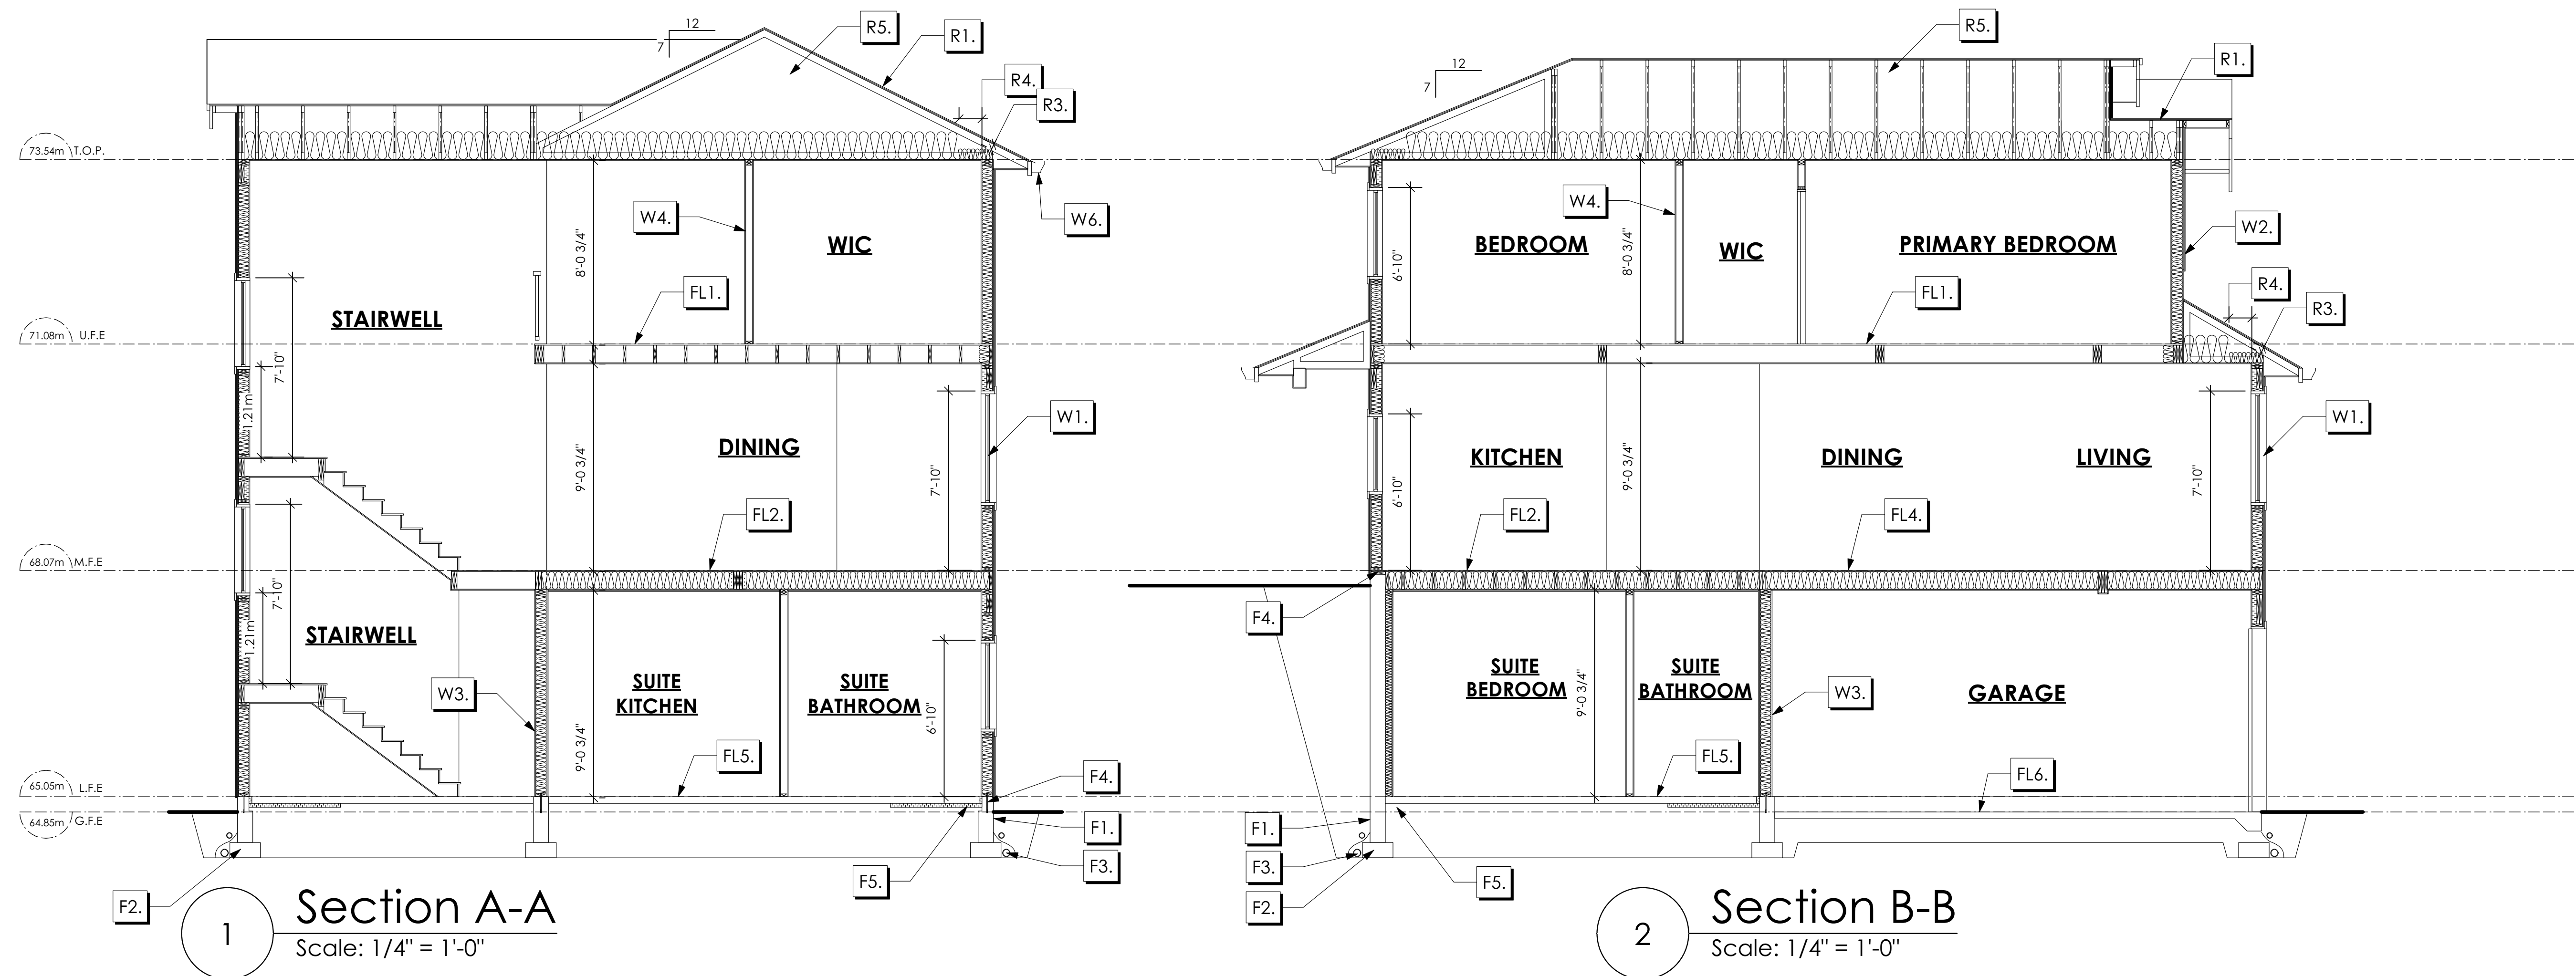 12
7
R5.
R1.
R4.
R3.
73.54m T.O.P.
W4.
WIC
W6.
8'-0 3/4"
FL1.
STAIRWELL
71.08m U.F.E
7'-10"
1.21m
W1.
DINING
9'-0 3/4"
7'-10"
FL2.
7'-10"
68.07m M.F.E
1.21m
STAIRWELL
W3.
SUITE
KITCHEN
SUITE
BATHROOM
6'-10"
9'-0 3/4"
FL5.
65.05m L.F.E
F4.
64.85m G.F.E
F1.
F3.
F5.
F2.
1
Section A-A
Scale: 1/4" = 1'-0"
12
7
R5.
R1.
W4.
BEDROOM
WIC
PRIMARY BEDROOM
W2.
6'-10"
8'-0 3/4"
FL1.
R4.
R3.
W1.
KITCHEN
DINING
LIVING
6'-10"
9'-0 3/4"
7'-10"
FL2.
FL4.
F4.
SUITE
BEDROOM
SUITE
BATHROOM
9'-0 3/4"
W3.
GARAGE
FL5.
FL6.
F1.
F3.
F2.
F5.
2
Section B-B
Scale: 1/4" = 1'-0"